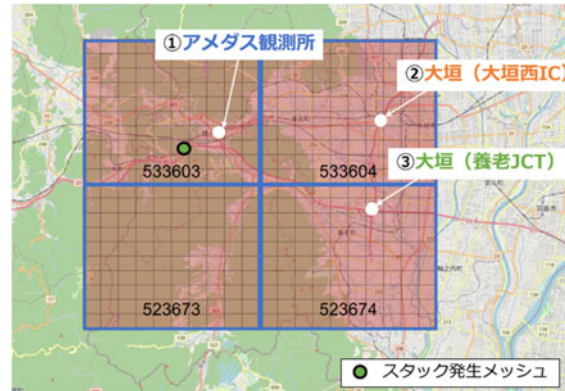 ①アメダス観測所
②大垣（大垣西IC）
533603
533604
③大垣（養老JCT）
523673
523674
スタック発生メッシュ